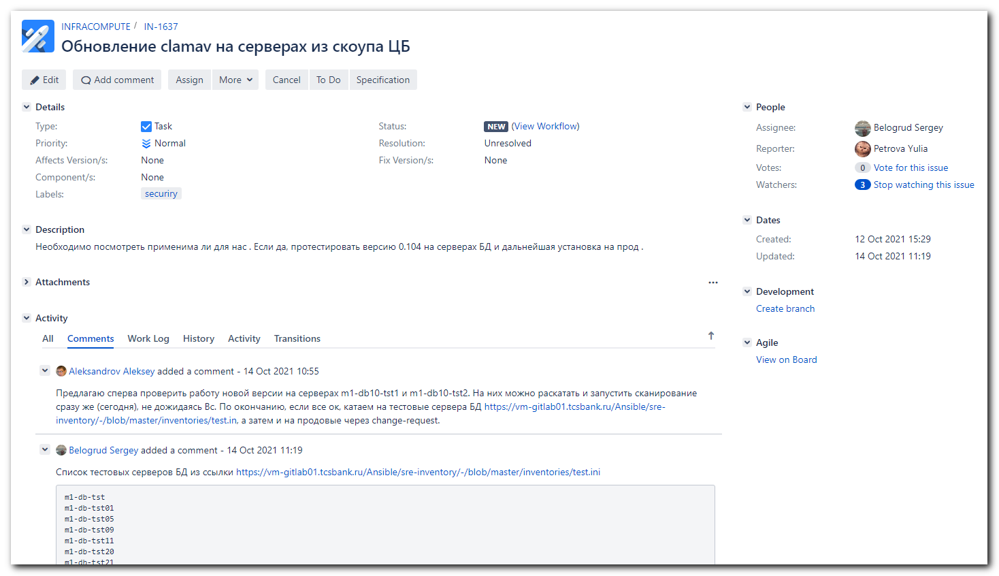 INFRACOMPUTE / IN-1637
Обновление clamav на серверах из скоупа ЦБ
Edit Add comment Assign More Cancel To Do Specification
Details
Type: Task
Status: NEW (View Workflow)
Priority: Normal
Resolution: Unresolved
Affects Version/s: None
Fix Version/s: None
Component/s: None
Labels: securiry
Description
Необходимо посмотреть применима ли для нас . Если да, протестировать версию 0.104 на серверах БД и дальнейшая установка на прод .
Attachments
Activity
All Comments Work Log History Activity Transitions
Aleksandrov Aleksey added a comment - 14 Oct 2021 10:55
Предлагаю сперва проверить работу новой версии на серверах m1-db10-tst1 и m1-db10-tst2. На них можно раскатать и запустить сканирование
сразу же (сегодня), не дожидаясь Вс. По окончанию, если все ок, катаем на тестовые сервера БД https://vm-gitlab01.tcsbank.ru/Ansible/sre-
inventory/-/blob/master/inventories/test.in, а затем и на продовые через change-request.
Belogrud Sergey added a comment - 14 Oct 2021 11:19
Список тестовых серверов БД из ссылки https://vm-gitlab01.tcsbank.ru/Ansible/sre-inventory/-/blob/master/inventories/test.ini
m1-db-tst
m1-db-tst01
m1-db-tst05
m1-db-tst09
m1-db-tst11
m1-db-tst20
m1-db-tst21
People
Assignee: Belogrud Sergey
Reporter: Petrova Yulia
Votes: 0 Vote for this issue
Watchers: 3 Stop watching this issue
Dates
Created: 12 Oct 2021 15:29
Updated: 14 Oct 2021 11:19
Development
Create branch
Agile
View on Board